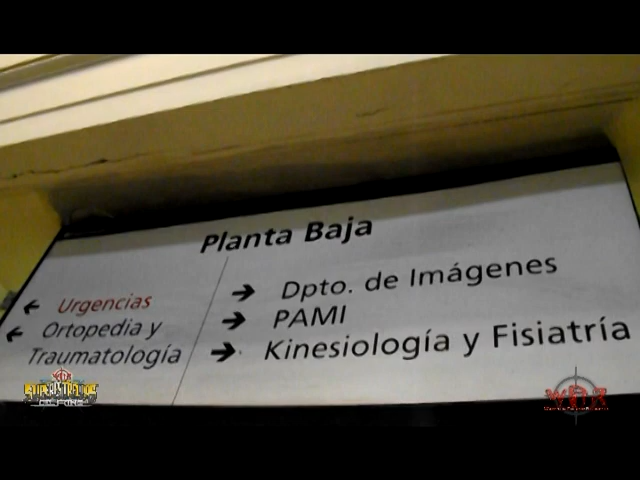 Planta Baja
← Urgencias
← Ortopedia y
Traumatología
→ Dpto. de Imágenes
→ PAMI
→ Kinesiología y Fisiatría